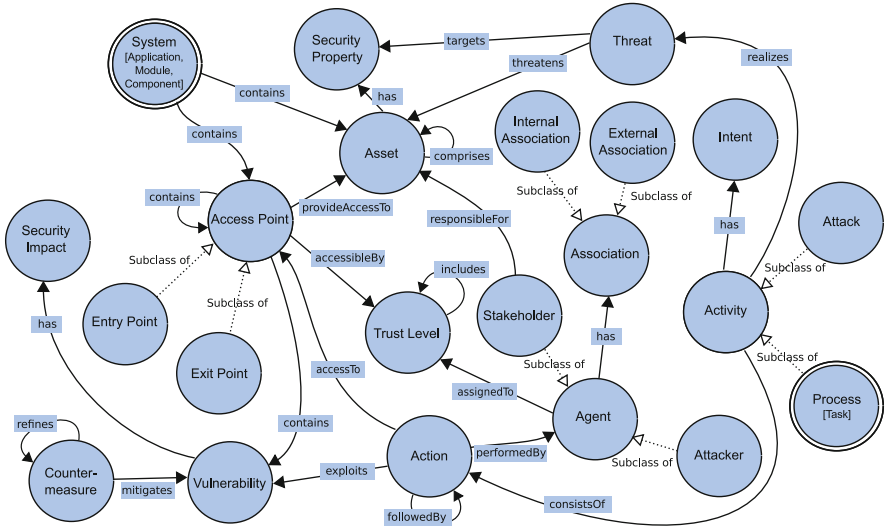 System
[Application,
Module,
Component]
Security
Property
targets
Threat
threatens
realizes
contains
has
Internal
Association
External
Association
Intent
contains
Asset
comprises
Subclass of
Subclass of
contains
provideAccessTo
Access Point
responsibleFor
Security
Impact
Attack
has
Association
accessibleBy
Subclass of
includes
Subclass of
Subclass of
Entry Point
Trust Level
Stakeholder
Activity
has
has
Exit Point
accessTo
Subclass of
Subclass of
assignedTo
Process
[Task]
refines
contains
Agent
Counter-
measure
mitigates
Vulnerability
exploits
Action
performedBy
Subclass of
Attacker
followedBy
consistsOf